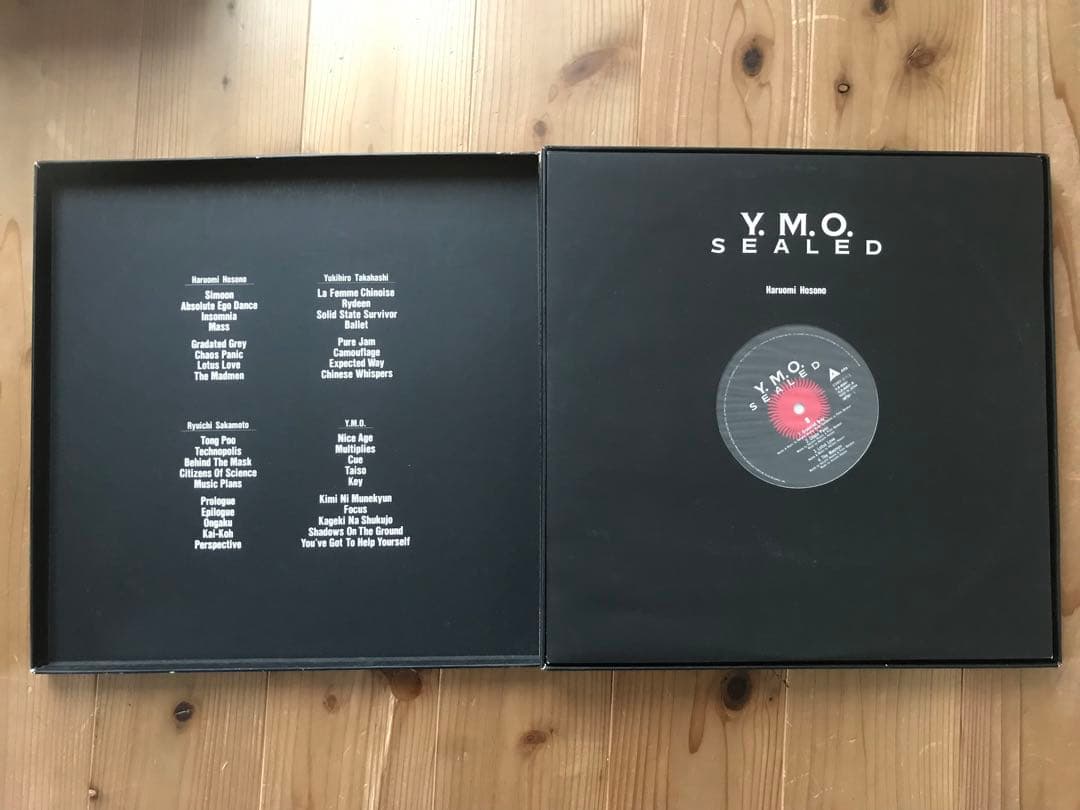 Haruomi Hosono
Simoon
Absolute Ego Dance
Insomnia
Mass
Gradated Grey
Chaos Panic
Lotus Love
The Madmen
Yukihiro Takahashi
La Femme Chinoise
Rydeen
Solid State Survivor
Ballet
Pure Jam
Camouflage
Expected Way
Chinese Whispers
Ryuichi Sakamoto
Tong Poo
Technopolis
Behind The Mask
Citizens Of Science
Music Plans
Prologue
Epilogue
Ongaku
Kai-Koh
Perspective
Y.M.O.
Nice Age
Multiplies
Cue
Taiso
Key
Kimi Ni Munekyun
Focus
Kageki Na Shukujo
Shadows On The Ground
You've Got To Help Yourself
Y. M. O.
SEALED
Haruomi Hosono
Y. M. O.
SEALED